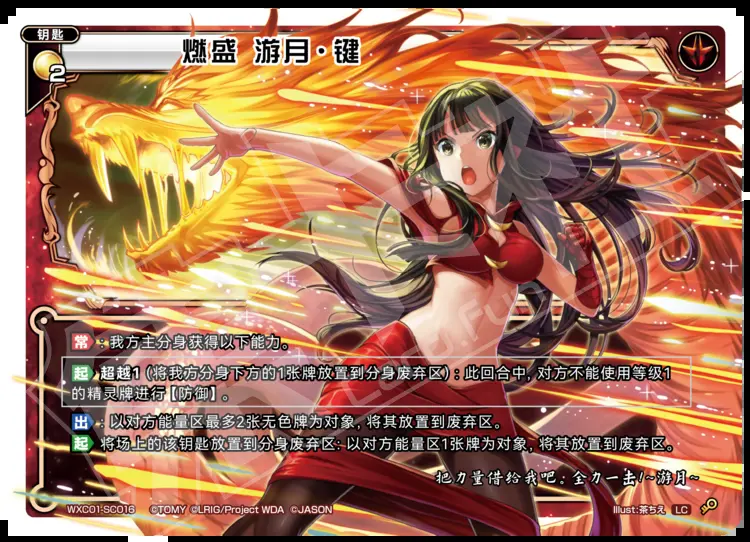 钥匙
燃盛 游月·键
2
常：我方主分身获得以下能力。
起 超越1（将我方分身下方的1张牌放置到分身废弃区）：此回合中，对方不能使用等级1
的精灵牌进行【防御】。
出：以对方能量区最多2张无色牌为对象，将其放置到废弃区。
起 将场上的该钥匙放置到分身废弃区：以对方能量区1张牌为对象，将其放置到废弃区。
把力量借给我吧：全力一击！~游月~
WXC01-SC016 ©TOMY ©LRIG/Project WDA ©JASON
Illust:茶ちえ LC